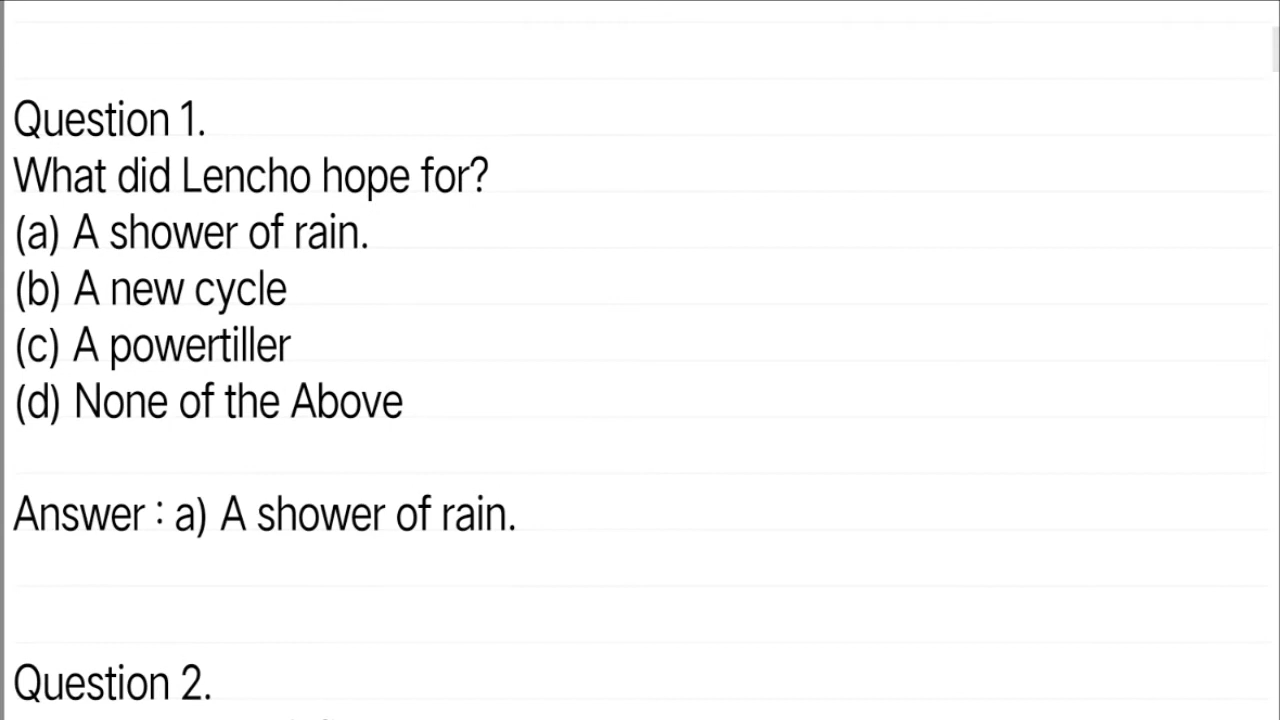 Question 1.
What did Lencho hope for?
(a) A shower of rain.
(b) A new cycle
(c) A powertiller
(d) None of the Above
Answer : a) A shower of rain.
Question 2.